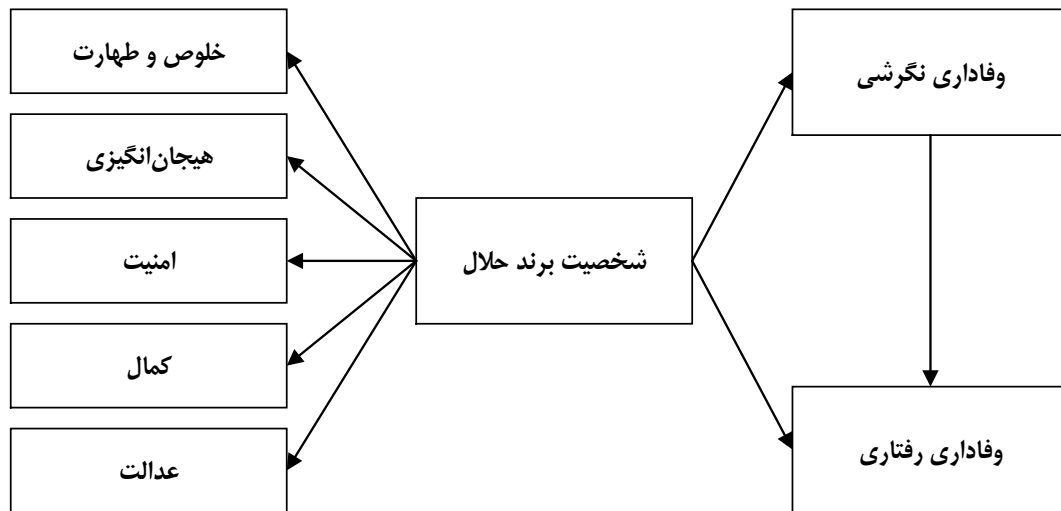 خلوص و طهارت
هیجان‌انگیزی
امنیت
کمال
عدالت
شخصیت برند حلال
وفاداری نگرشی
وفاداری رفتاری